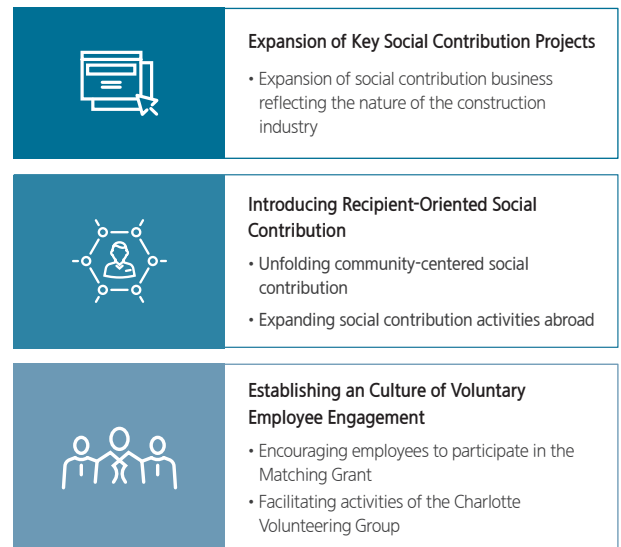 Expansion of Key Social Contribution Projects
• Expansion of social contribution business
reflecting the nature of the construction
industry
Introducing Recipient-Oriented Social
Contribution
• Unfolding community-centered social
contribution
• Expanding social contribution activities abroad
Establishing an Culture of Voluntary
Employee Engagement
• Encouraging employees to participate in the
Matching Grant
• Facilitating activities of the Charlotte
Volunteering Group